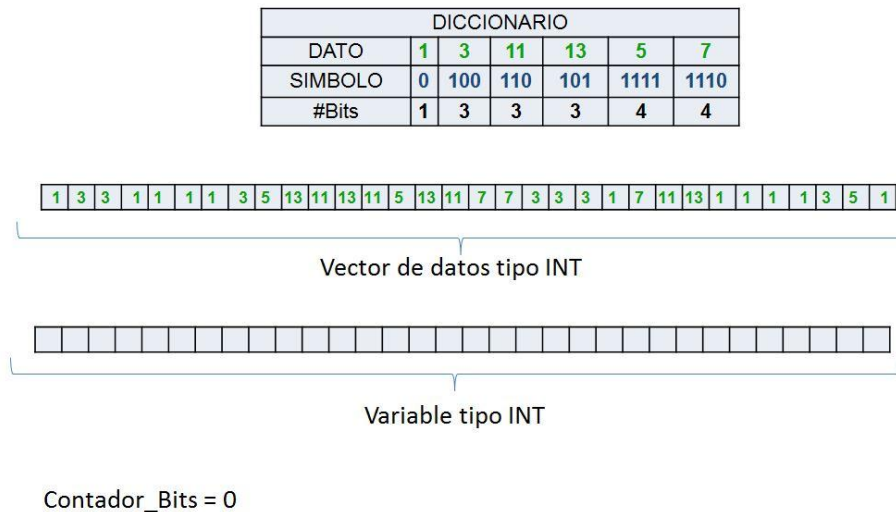 DICCIONARIO
DATO 1 3 11 13 5 7
SIMBOLO 0 100 110 101 1111 1110
#Bits 1 3 3 3 4 4
1 3 3 1 1 1 1 3 5 13 11 13 11 5 13 11 7 7 3 3 3 1 7 11 13 1 1 1 1 3 5 1
Vector de datos tipo INT
Variable tipo INT
Contador_Bits = 0